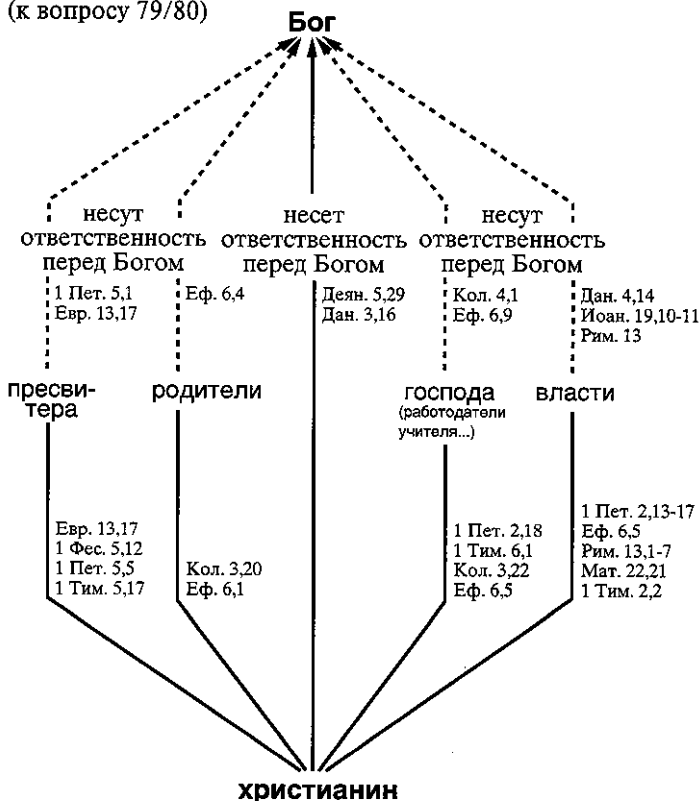 (к вопросу 79/80)
Бог
несут
ответственность
перед Богом
несет
ответственность
перед Богом
несут
ответственность
перед Богом
1 Пет. 5,1
Евр. 13,17
Еф. 6,4
Деян. 5,29
Дан. 3,16
Кол. 4,1
Еф. 6,9
Дан. 4,14
Иоан. 19,10-11
Рим. 13
пресви-
тера
родители
господа
(работодатели
учителя...)
власти
Евр. 13,17
1 Фес. 5,12
1 Пет. 5,5
1 Тим. 5,17
Кол. 3,20
Еф. 6,1
1 Пет. 2,18
1 Тим. 6,1
Кол. 3,22
Еф. 6,5
1 Пет. 2,13-17
Еф. 6,5
Рим. 13,1-7
Мат. 22,21
1 Тим. 2,2
христианин